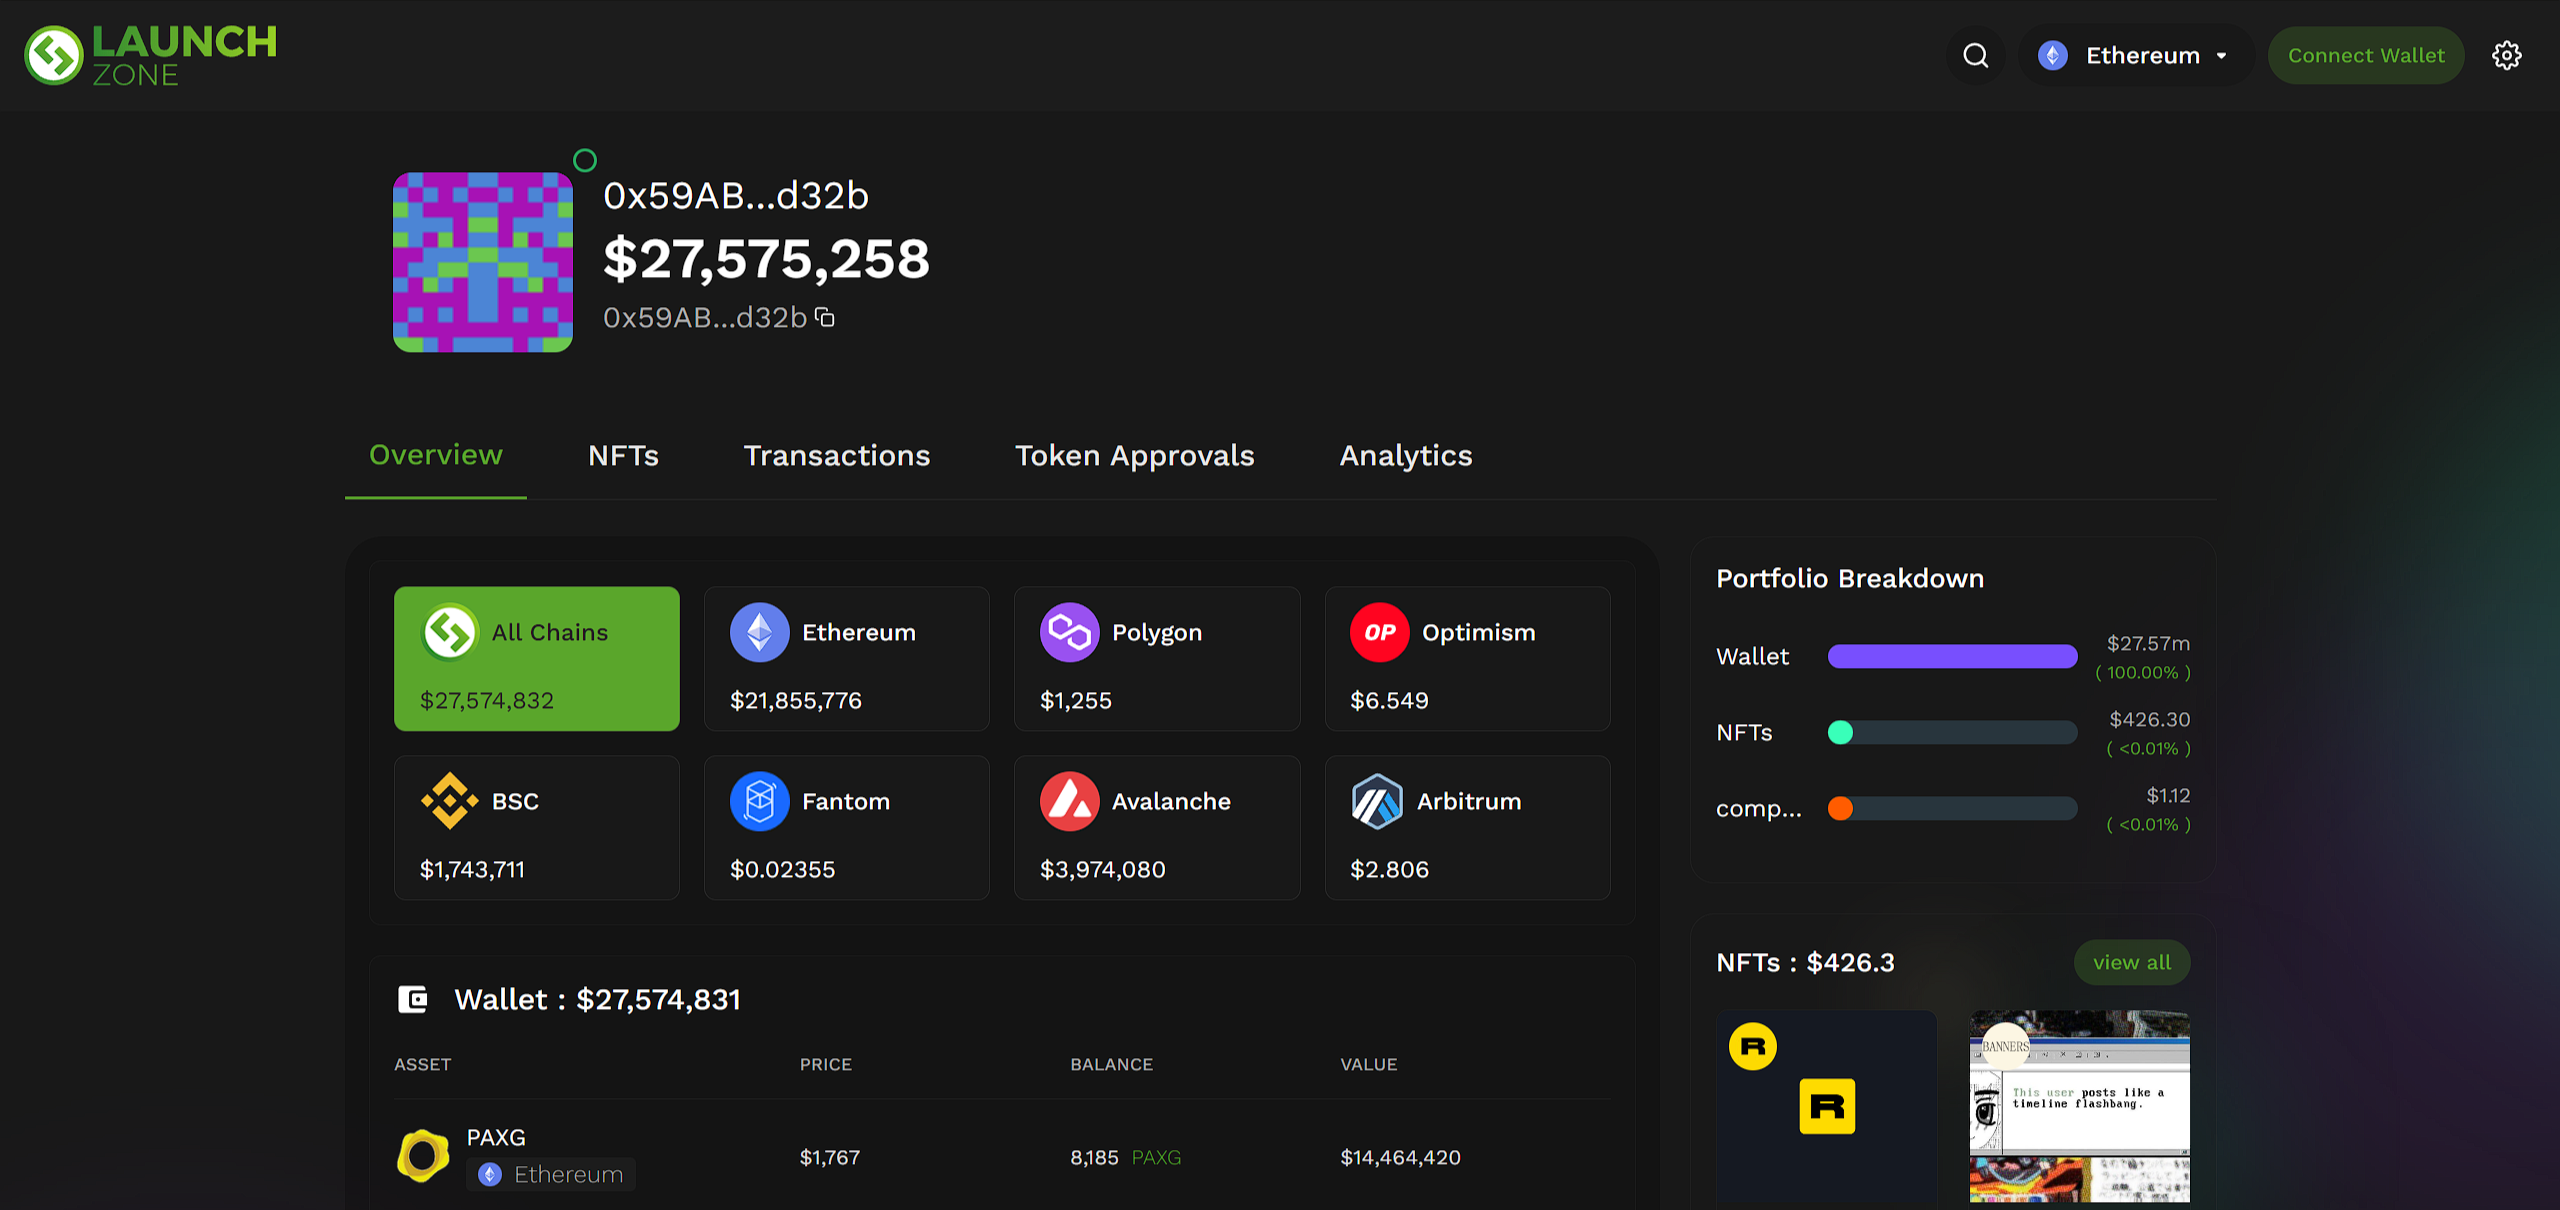 LAUNCH
ZONE
Ethereum
Connect Wallet
0x59AB...d32b
$27,575,258
0x59AB...d32b
Overview
NFTs
Transactions
Token Approvals
Analytics
All Chains
$27,574,832
Ethereum
$21,855,776
Polygon
$1,255
OP
Optimism
$6.549
BSC
$1,743,711
Fantom
$0.02355
Avalanche
$3,974,080
Arbitrum
$2.806
Wallet : $27,574,831
ASSET
PRICE
BALANCE
VALUE
PAXG
Ethereum
$1,767
8,185 PAXG
$14,464,420
Portfolio Breakdown
Wallet
$27.57m
( 100.00% )
NFTs
$426.30
( <0.01% )
comp...
$1.12
( <0.01% )
NFTs : $426.3
view all
R
R
BANNERS
This user posts like a
timeline flashbang.